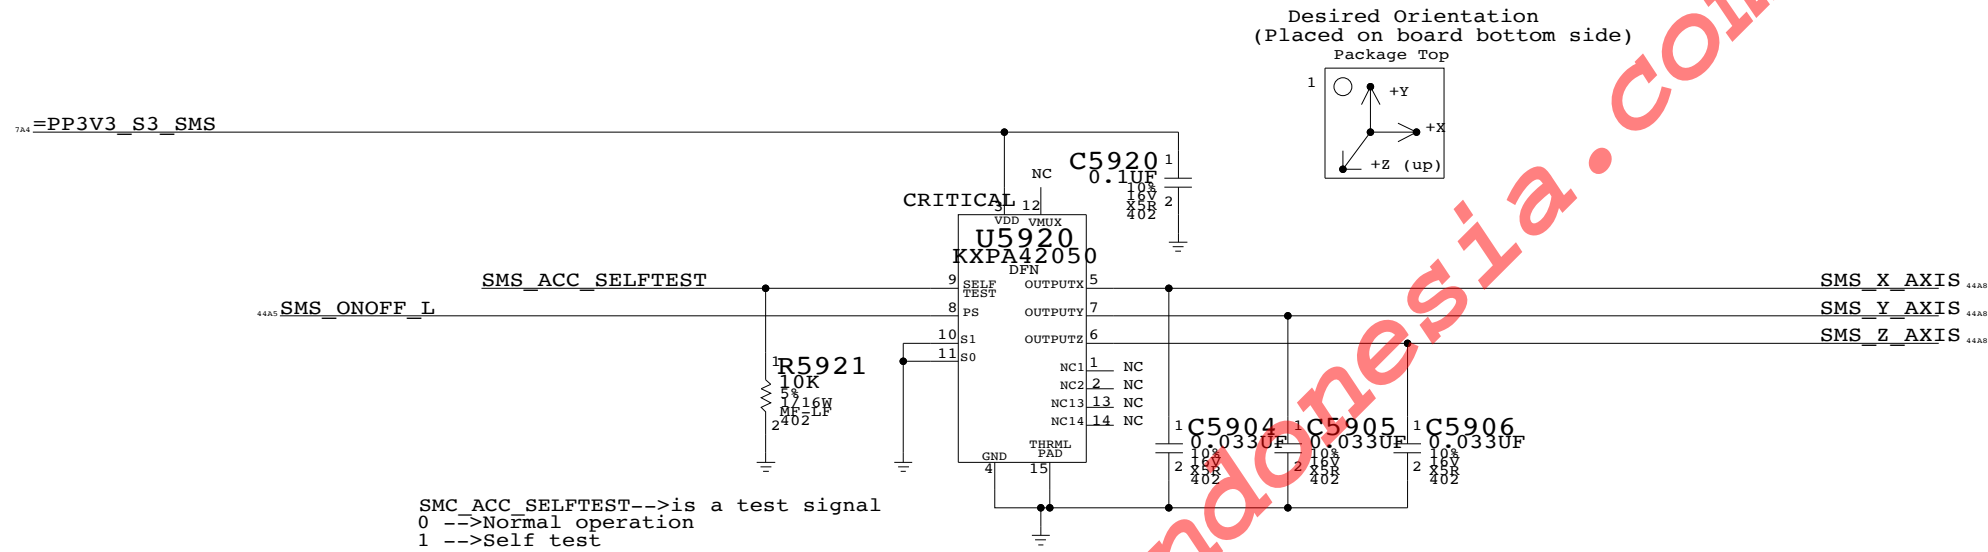 Desired Orientation
(Placed on board bottom side)
Package Top
1
+Y
+X
+Z (up)
7A4 =PP3V3_S3_SMS
C5920
0.1UF
10%
16V
X5R
402
1
2
NC
CRITICAL
3
12
VDD
VMUX
U5920
KXPA42050
DFN
SMS_ACC_SELFTEST
9
SELF
TEST
OUTPUTX
5
SMS_X_AXIS 44A8
44A5 SMS_ONOFF_L
8
PS
OUTPUTY
7
SMS_Y_AXIS 44A8
10
S1
OUTPUTZ
6
SMS_Z_AXIS 44A8
11
S0
NC1
1
NC
NC2
2
NC
NC13
13
NC
NC14
14
NC
1
R5921
10K
5%
1/16W
MF-LF
402
2
THRML
PAD
GND
4
15
1
C5904
0.033UF
10%
16V
X5R
402
2
1
C5905
0.033UF
10%
16V
X5R
402
2
1
C5906
0.033UF
10%
16V
X5R
402
2
SMC_ACC_SELFTEST-->is a test signal
0 -->Normal operation
1 -->Self test
ndonesia.com